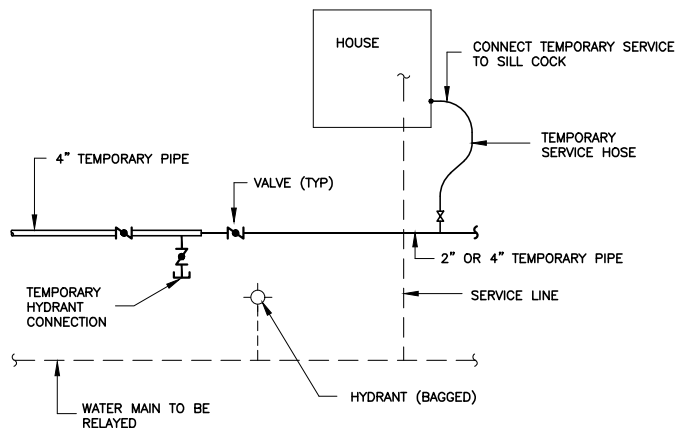 HOUSE
CONNECT TEMPORARY SERVICE
TO SILL COCK
TEMPORARY
SERVICE HOSE
4" TEMPORARY PIPE
VALVE (TYP)
2" OR 4" TEMPORARY PIPE
TEMPORARY
HYDRANT
CONNECTION
SERVICE LINE
HYDRANT (BAGGED)
WATER MAIN TO BE
RELAYED